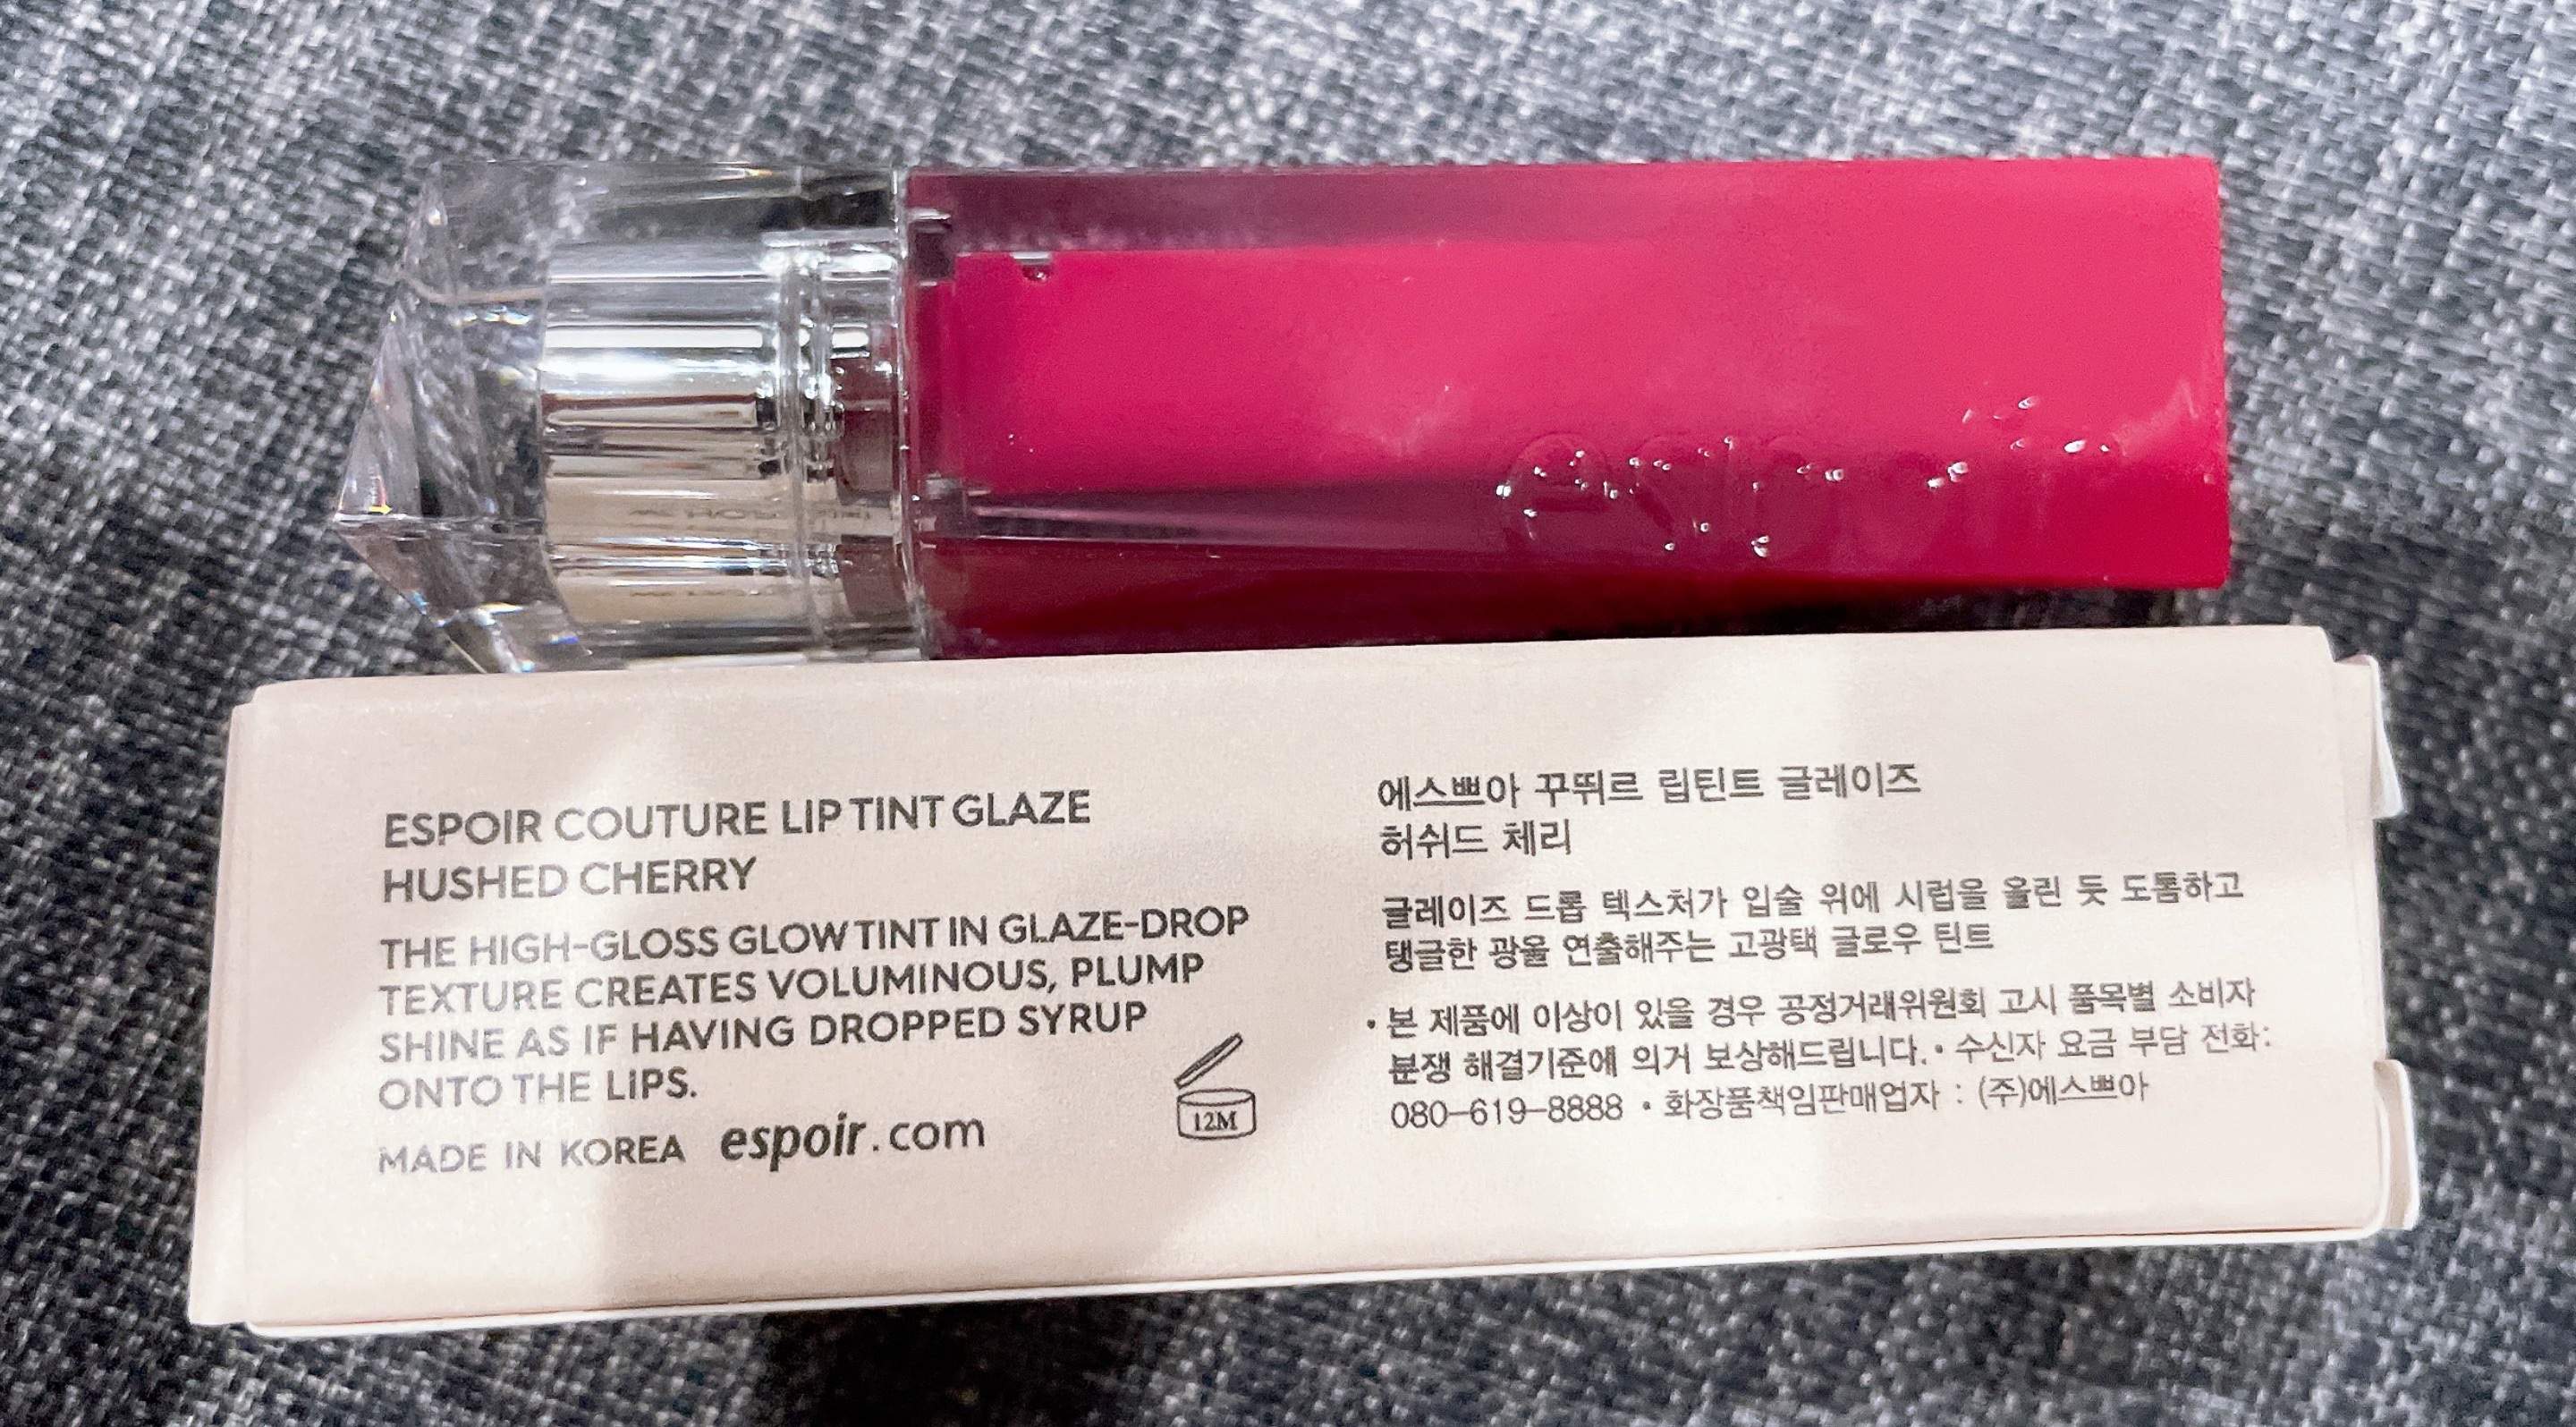 ESPOIR COUTURE LIP TINT GLAZE
HUSHED CHERRY
THE HIGH-GLOSS GLOW TINT IN GLAZE-DROP
TEXTURE CREATES VOLUMINOUS, PLUMP
SHINE AS IF HAVING DROPPED SYRUP
ONTO THE LIPS.
MADE IN KOREA espoir.com
12M
에스쁘아 꾸뛰르 립틴트 글레이즈
허쉬드 체리
글레이즈 드롭 텍스처가 입술 위에 시럽을 올린 듯 도톰하고
탱글한 광을 연출해주는 고광택 글로우 틴트
• 본 제품에 이상이 있을 경우 공정거래위원회 고시 품목별 소비자
분쟁 해결기준에 의거 보상해드립니다. • 수신자 요금 부담 전화:
080-619-8888 • 화장품책임판매업자 : (주)에스쁘아